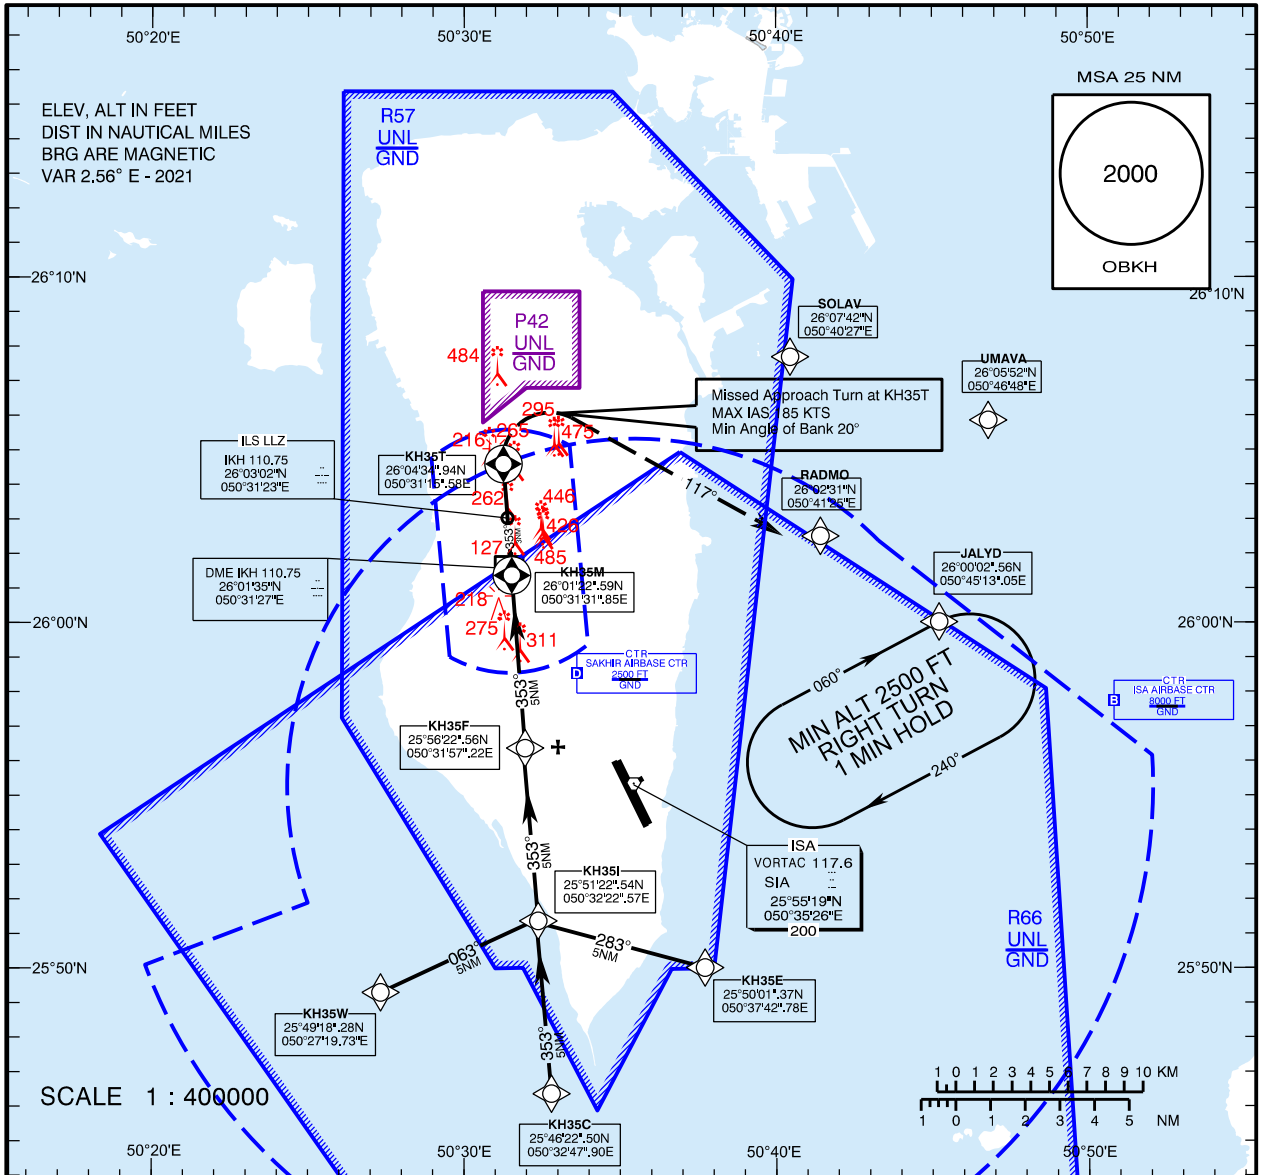 50°20'E
50°30'E
50°40'E
50°50'E
ELEV, ALT IN FEET
DIST IN NAUTICAL MILES
BRG ARE MAGNETIC
VAR 2.56° E - 2021
R57
UNL
GND
MSA 25 NM
2000
OBKH
26°10'N
26°10'N
P42
UNL
GND
484
SOLAV
26°07'42"N
050°40'27"E
UMAVA
26°05'52"N
050°46'48"E
Missed Approach Turn at KH35T
MAX IAS 185 KTS
Min Angle of Bank 20°
295
216
265
475
ILS LLZ
IKH 110.75
26°03'02"N
050°31'23"E
KH35T
26°04'34".94N
050°31'15".58E
262
446
426
485
127
117°
RADMO
26°02'31"N
050°41'25"E
353°
3NM
DME IKH 110.75
26°01'35"N
050°31'27"E
KH35M
26°01'22".59N
050°31'31".85E
JALYD
26°00'02".56N
050°45'13".05E
218
275
311
26°00'N
26°00'N
CTR
SAKHIR AIRBASE CTR
2500 FT
GND
D
060°
MIN ALT 2500 FT
RIGHT TURN
1 MIN HOLD
240°
CTR
ISA AIRBASE CTR
8000 FT
GND
B
353°
5NM
KH35F
25°56'22".56N
050°31'57".22E
353°
5NM
ISA
VORTAC 117.6
SIA
25°55'19"N
050°35'26"E
200
KH35I
25°51'22".54N
050°32'22".57E
R66
UNL
GND
063°
5NM
283°
5NM
25°50'N
25°50'N
KH35E
25°50'01".37N
050°37'42".78E
KH35W
25°49'18".28N
050°27'19.73"E
353°
5NM
SCALE 1 : 400000
KH35C
25°46'22".50N
050°32'47".90E
1 0 1 2 3 4 5 6 7 8 9 10 KM
1 0 1 2 3 4 5 NM
50°20'E
50°30'E
50°40'E
50°50'E